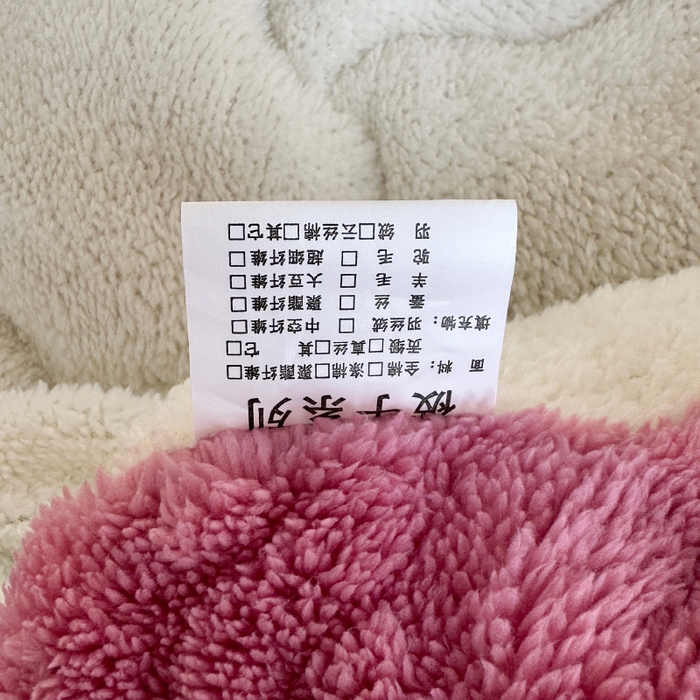 被子系列
面 料：全棉□涤棉□聚酯纤维□
贡缎□真丝□其 它□
填充物：羽丝绒 □ 中空纤维□
蚕 丝 □ 聚酯纤维□
羊 毛 □ 大豆纤维□
驼 毛 □ 超细纤维□
羽 绒□云丝棉□其它□